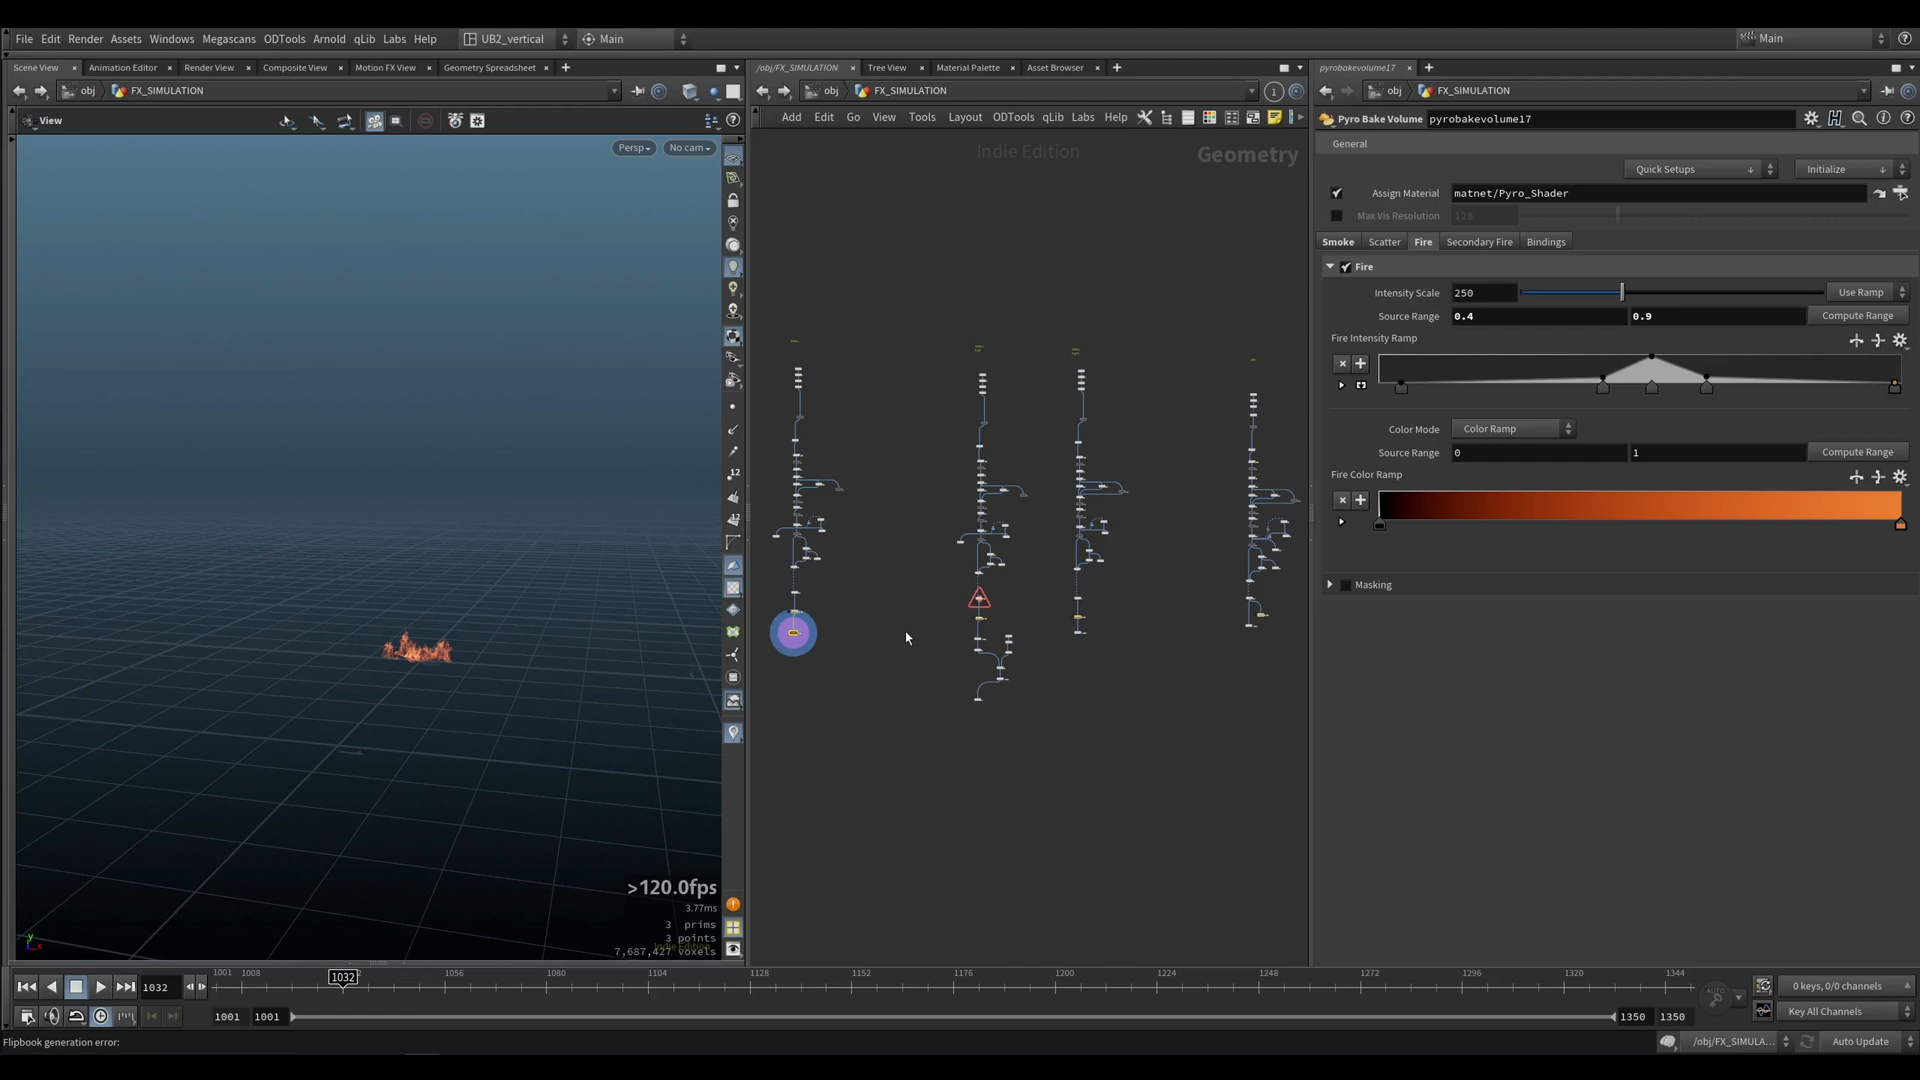 File Edit Render Assets Windows Megascans ODTools Arnold qLib Labs Help UB2_vertical Main Main
Scene View Animation Editor Render View Composite View Motion FX View Geometry Spreadsheet
obj FX_SIMULATION
View
Persp No cam
>120.0fps
3.77ms
3 prims
3 points
Indie Edition
7,687,427 voxels
/obj/FX_SIMULATION Tree View Material Palette Asset Browser
obj FX_SIMULATION 1
Add Edit Go View Tools Layout ODTools qLib Labs Help
Indie Edition Geometry
pyrobakevolume17
obj FX_SIMULATION
Pyro Bake Volume pyrobakevolume17
General
Quick Setups Initialize
Assign Material matnet/Pyro_Shader
Max Vis Resolution 128
Smoke Scatter Fire Secondary Fire Bindings
Fire
Intensity Scale 250 Use Ramp
Source Range 0.4 0.9 Compute Range
Fire Intensity Ramp
Color Mode Color Ramp
Source Range 0 1 Compute Range
Fire Color Ramp
Masking
12
12
1001 1008 1032 1056 1080 1104 1128 1152 1176 1200 1224 1248 1272 1296 1320 1344
1032 AUTO 0 keys, 0/0 channels
1001 1001 1350 1350 Key All Channels
Flipbook generation error: /obj/FX_SIMULA... Auto Update